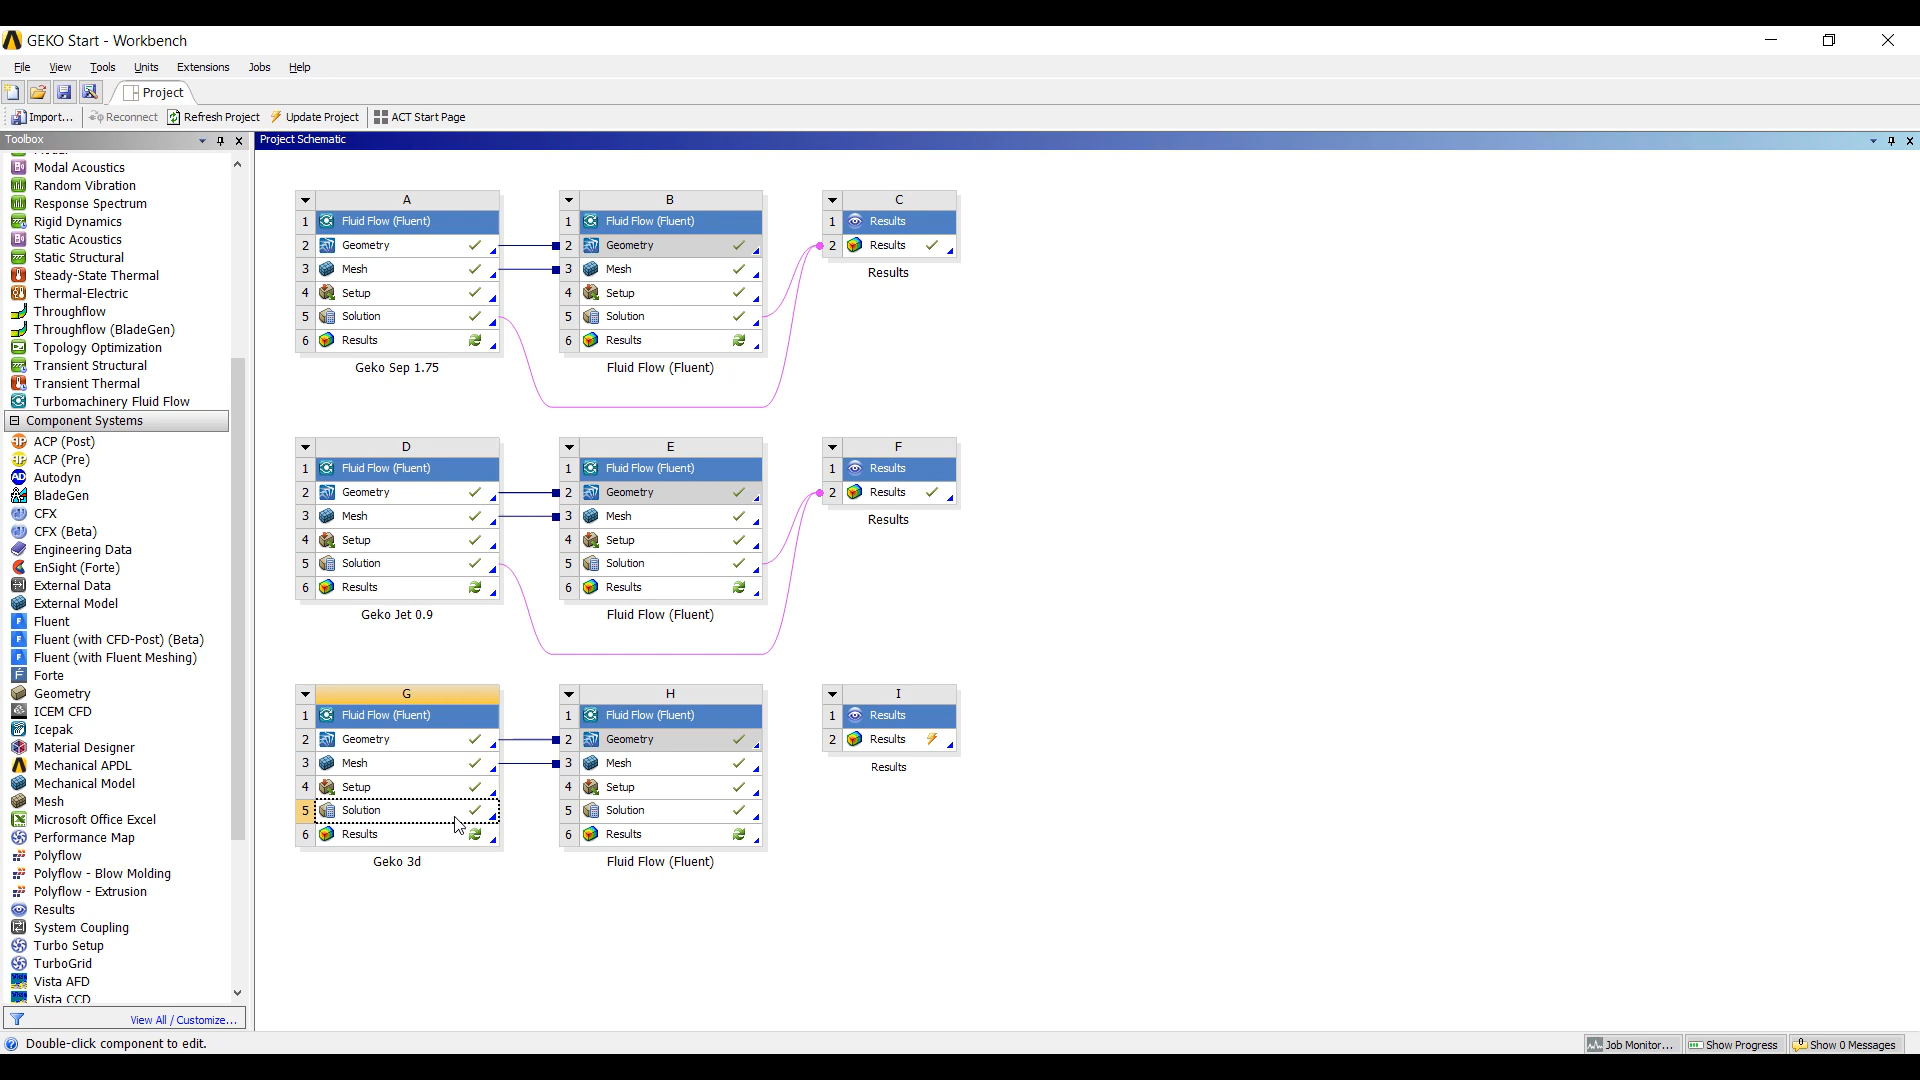 GEKO Start - Workbench
File View Tools Units Extensions Jobs Help
Project
Import... Reconnect Refresh Project Update Project ACT Start Page
Toolbox
Modal Acoustics
Random Vibration
Response Spectrum
Rigid Dynamics
Static Acoustics
Static Structural
Steady-State Thermal
Thermal-Electric
Throughflow
Throughflow (BladeGen)
Topology Optimization
Transient Structural
Transient Thermal
Turbomachinery Fluid Flow
Component Systems
ACP (Post)
ACP (Pre)
Autodyn
BladeGen
CFX
CFX (Beta)
Engineering Data
EnSight (Forte)
External Data
External Model
Fluent
Fluent (with CFD-Post) (Beta)
Fluent (with Fluent Meshing)
Forte
Geometry
ICEM CFD
Icepak
Material Designer
Mechanical APDL
Mechanical Model
Mesh
Microsoft Office Excel
Performance Map
Polyflow
Polyflow - Blow Molding
Polyflow - Extrusion
Results
System Coupling
Turbo Setup
TurboGrid
Vista AFD
Vista CCD
View All / Customize...
Project Schematic
A
1 Fluid Flow (Fluent)
2 Geometry
3 Mesh
4 Setup
5 Solution
6 Results
Geko Sep 1.75
B
1 Fluid Flow (Fluent)
2 Geometry
3 Mesh
4 Setup
5 Solution
6 Results
Fluid Flow (Fluent)
C
1 Results
2 Results
Results
D
1 Fluid Flow (Fluent)
2 Geometry
3 Mesh
4 Setup
5 Solution
6 Results
Geko Jet 0.9
E
1 Fluid Flow (Fluent)
2 Geometry
3 Mesh
4 Setup
5 Solution
6 Results
Fluid Flow (Fluent)
F
1 Results
2 Results
Results
G
1 Fluid Flow (Fluent)
2 Geometry
3 Mesh
4 Setup
5 Solution
6 Results
Geko 3d
H
1 Fluid Flow (Fluent)
2 Geometry
3 Mesh
4 Setup
5 Solution
6 Results
Fluid Flow (Fluent)
I
1 Results
2 Results
Results
Double-click component to edit.
Job Monitor... Show Progress Show 0 Messages